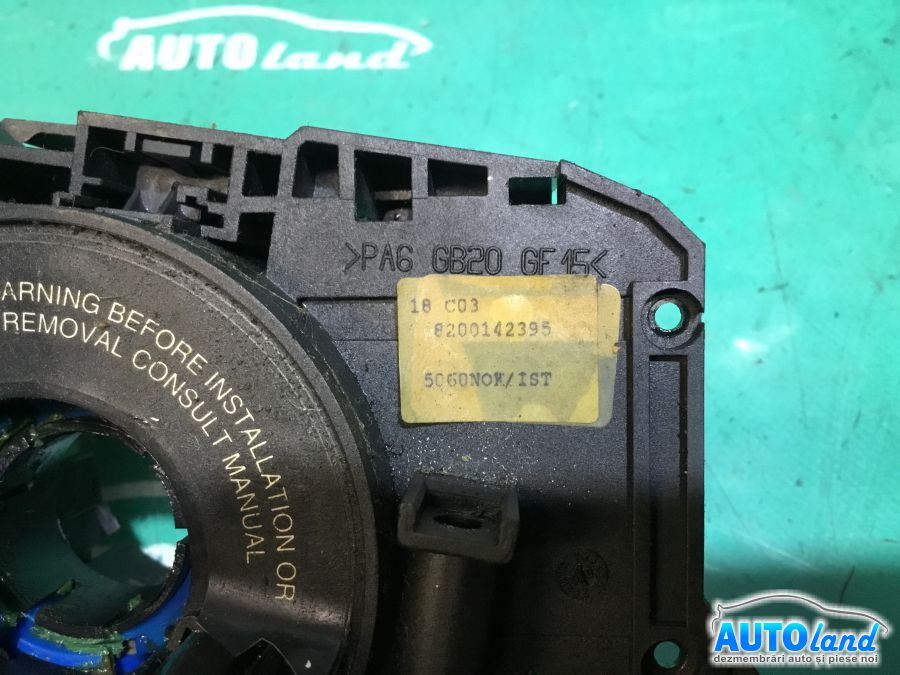 AUTOland
>PA6 GB20 GF15<
18 C03
8200142395
5060NOK/IST
ARNING BEFORE INSTALLATION OR
REMOVAL CONSULT MANUAL
AUTOland
dezmembrări auto și piese noi